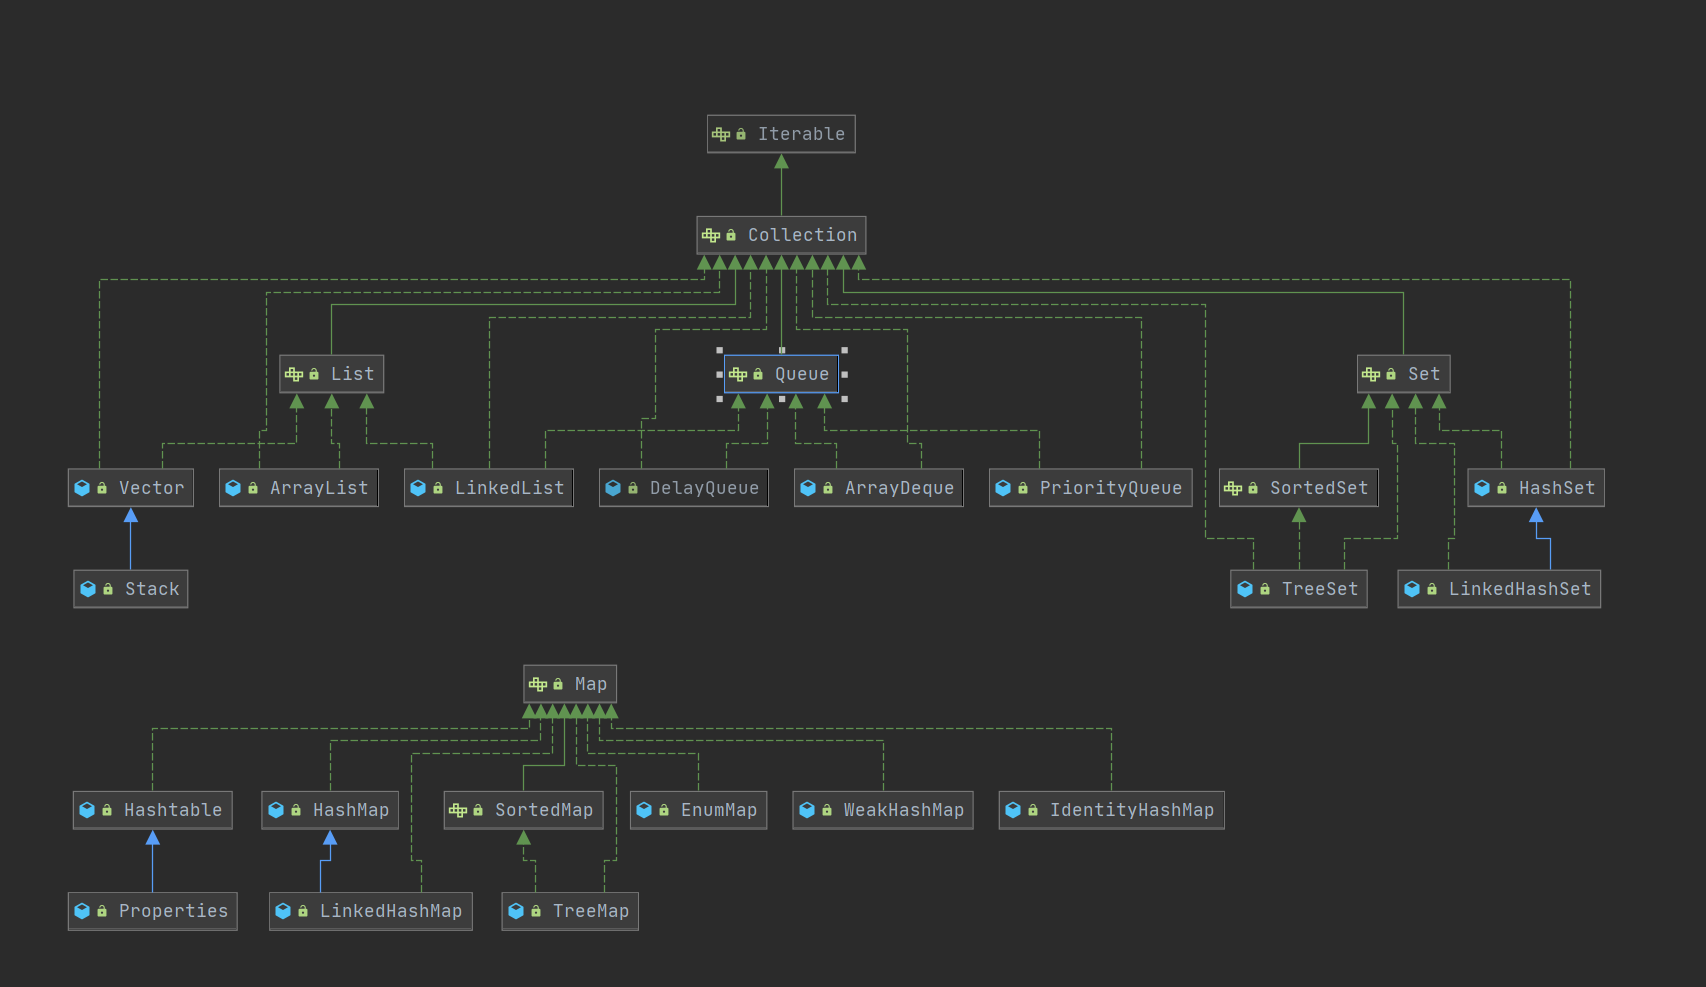 Iterable
Collection
List
Queue
Set
Vector
ArrayList
LinkedList
DelayQueue
ArrayDeque
PriorityQueue
SortedSet
HashSet
Stack
TreeSet
LinkedHashSet
Map
Hashtable
HashMap
SortedMap
EnumMap
WeakHashMap
IdentityHashMap
Properties
LinkedHashMap
TreeMap